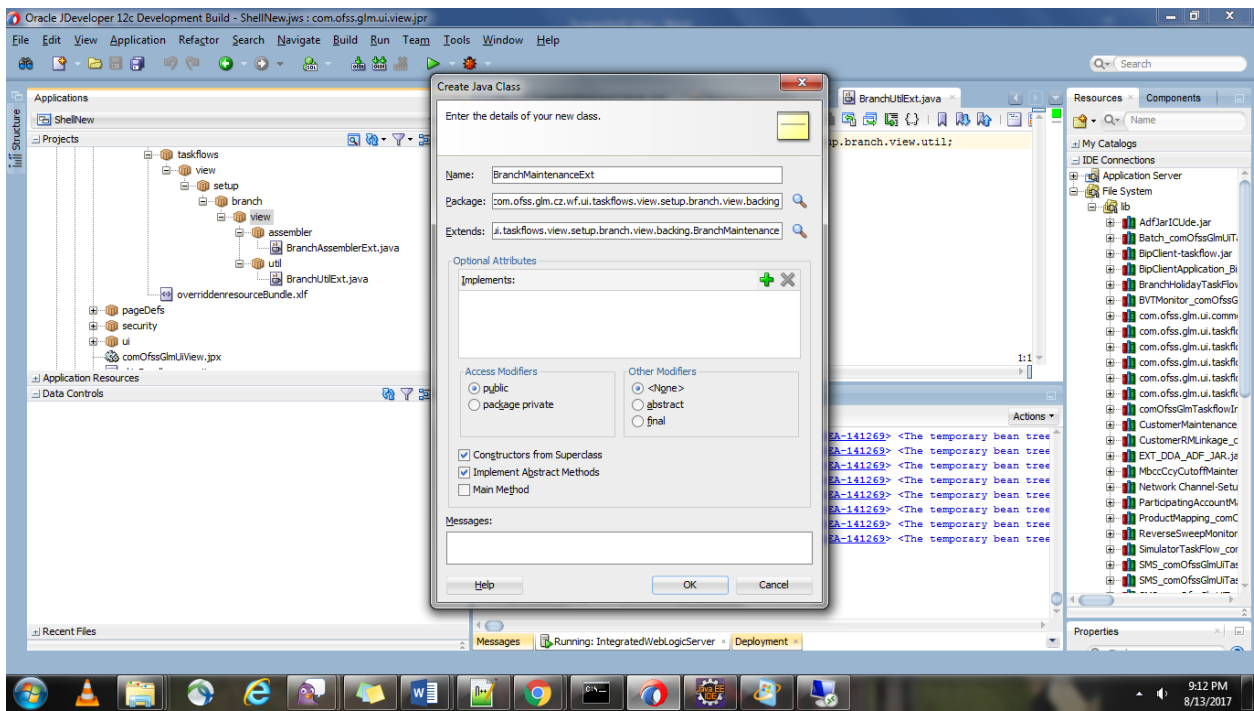 Oracle JDeveloper 12c Development Build - ShellNew.jws : com.ofss.glm.ui.view.jpr
File Edit View Application Refactor Search Navigate Build Run Team Tools Window Help
Search
Applications
ShellNew
Projects
Structure
taskflows
view
setup
branch
view
assembler
BranchAssemblerExt.java
util
BranchUtilExt.java
overriddenresourceBundle.xlf
pageDefs
security
ui
comOfssGlmUiView.jpx
Application Resources
Data Controls
Recent Files
Create Java Class
Enter the details of your new class.
Name: BranchMaintenanceExt
Package: com.ofss.glm.cz.wf.ui.taskflows.view.setup.branch.view.backing
Extends: ui.taskflows.view.setup.branch.view.backing.BranchMaintenance
Optional Attributes
Implements:
Access Modifiers
public
package private
Other Modifiers
<None>
abstract
final
Constructors from Superclass
Implement Abstract Methods
Main Method
Messages:
Help OK Cancel
BranchUtilExt.java
up.branch.view.util;
1:1
Actions
EA-141269> <The temporary bean tree
EA-141269> <The temporary bean tree
EA-141269> <The temporary bean tree
EA-141269> <The temporary bean tree
EA-141269> <The temporary bean tree
EA-141269> <The temporary bean tree
EA-141269> <The temporary bean tree
EA-141269> <The temporary bean tree
Messages Running: IntegratedWebLogicServer Deployment
Resources Components
Name
My Catalogs
IDE Connections
Application Server
File System
lib
AdfJarICUde.jar
Batch_comOfssGlmUiT
BipClient-taskflow.jar
BipClientApplication_Bi
BranchHolidayTaskFlow
BVTMonitor_comOfssG
com.ofss.glm.ui.comm
com.ofss.glm.ui.taskfl
com.ofss.glm.ui.taskfl
com.ofss.glm.ui.taskfl
com.ofss.glm.ui.taskfl
com.ofss.glm.ui.taskfl
comOfssGlmTaskflowIr
CustomerMaintenance
CustomerRMLinkage_c
EXT_DDA_ADF_JAR.ja
MbccCcyCutoffMainter
Network Channel-Setu
ParticipatingAccountM
ProductMapping_comC
ReverseSweepMonitor
SimulatorTaskFlow_cor
SMS_comOfssGlmUiTas
SMS_comOfssGlmUiTas
Properties
9:12 PM
8/13/2017